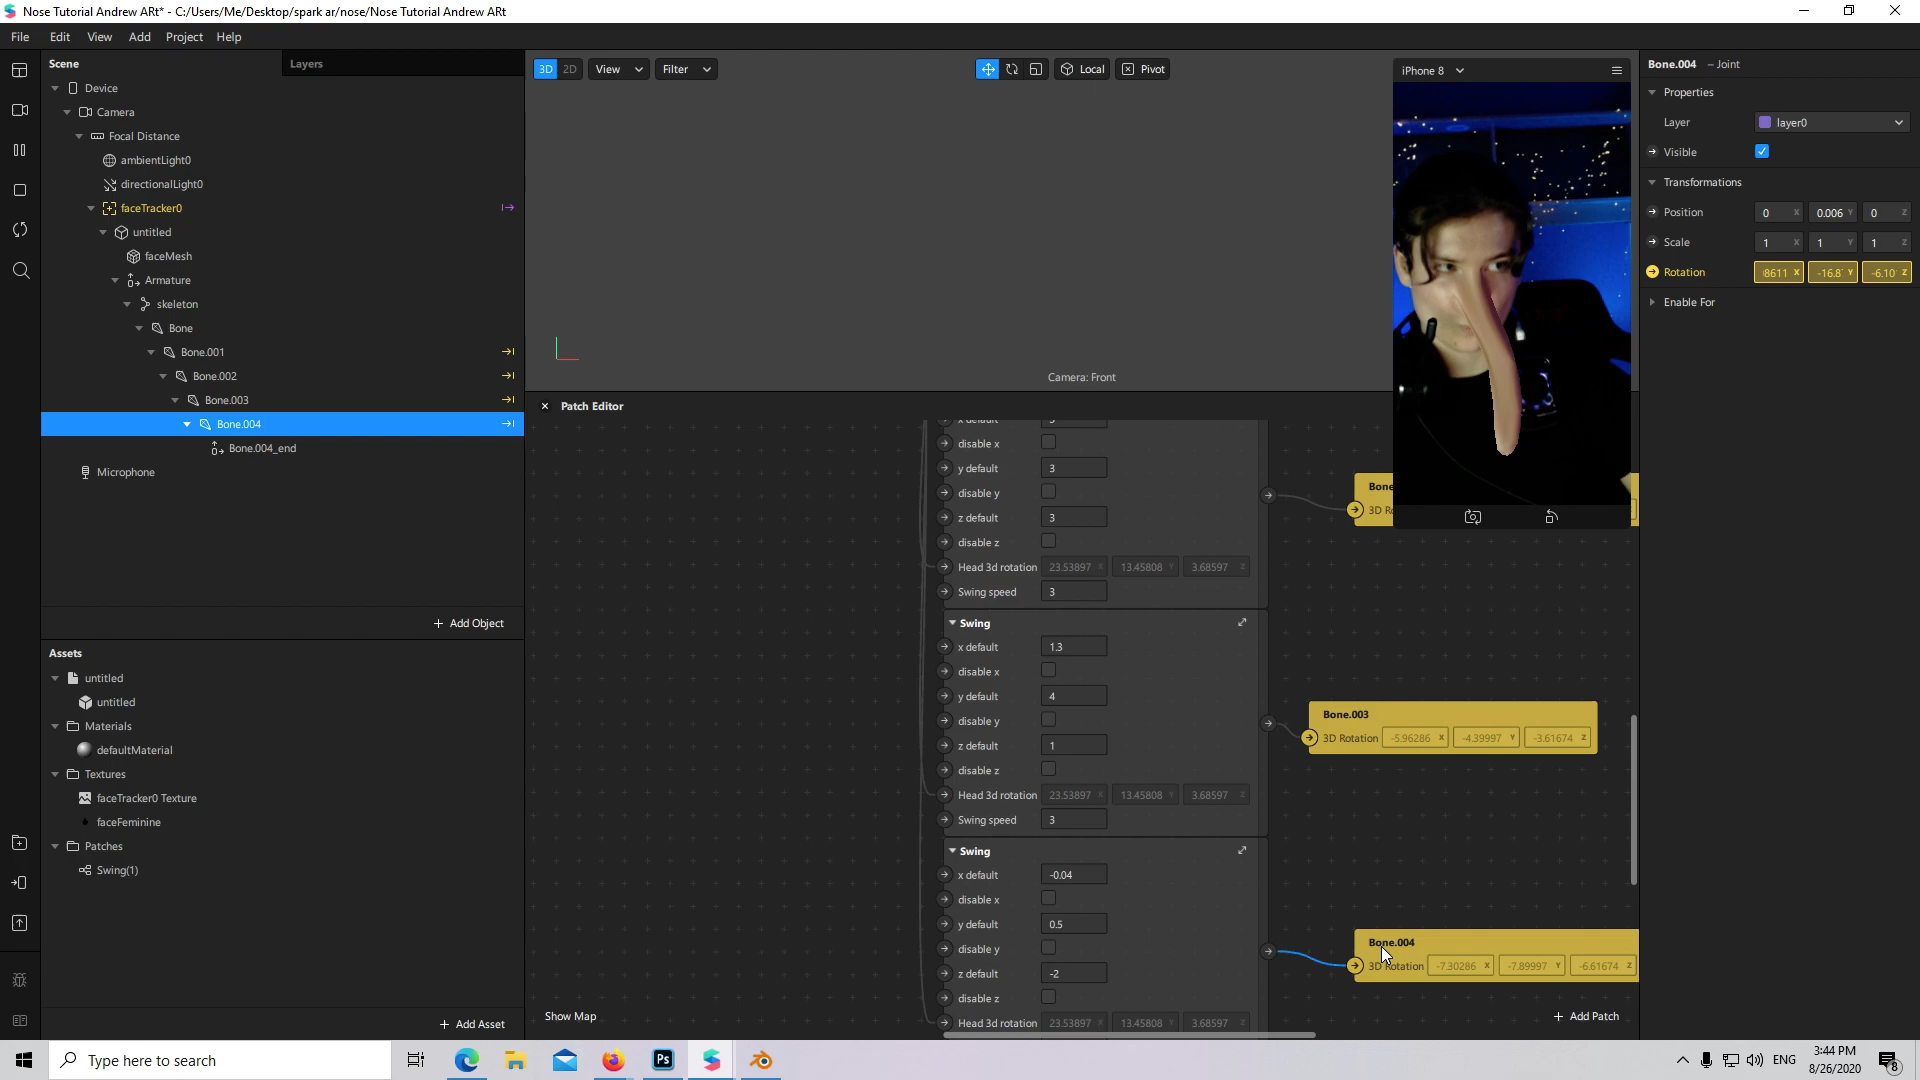 Nose Tutorial Andrew ARt* - C:/Users/Me/Desktop/spark ar/nose/Nose Tutorial Andrew ARt
File Edit View Add Project Help
Scene Layers
Device
Camera
Focal Distance
ambientLight0
directionalLight0
faceTracker0
untitled
faceMesh
Armature
skeleton
Bone
Bone.001
Bone.002
Bone.003
Bone.004
Bone.004_end
Microphone
+ Add Object
Assets
untitled
untitled
Materials
defaultMaterial
Textures
faceTracker0 Texture
faceFeminine
Patches
Swing(1)
+ Add Asset
3D 2D View Filter Local Pivot
Camera: Front
iPhone 8
Patch Editor
disable x
y default 3
disable y
z default 3
disable z
Head 3d rotation 23.53897 X 13.45808 Y 3.68597 Z
Swing speed 3
Swing
x default 1.3
disable x
y default 4
disable y
z default 1
disable z
Head 3d rotation 23.53897 X 13.45808 Y 3.68597 Z
Swing speed 3
Swing
x default -0.04
disable x
y default 0.5
disable y
z default -2
disable z
Head 3d rotation 23.53897 X 13.45808 Y 3.68597 Z
Bone
3D R
Bone.003
3D Rotation -5.96286 X -4.39997 Y -3.61674 Z
Bone.004
3D Rotation -7.30286 X -7.89997 Y -6.61674 Z
Show Map
+ Add Patch
Bone.004 – Joint
Properties
Layer layer0
Visible
Transformations
Position 0 X 0.006 Y 0 Z
Scale 1 X 1 Y 1 Z
Rotation 8611 X -16.8 Y -6.10 Z
Enable For
Type here to search
Ps
ENG
3:44 PM
8/26/2020
8